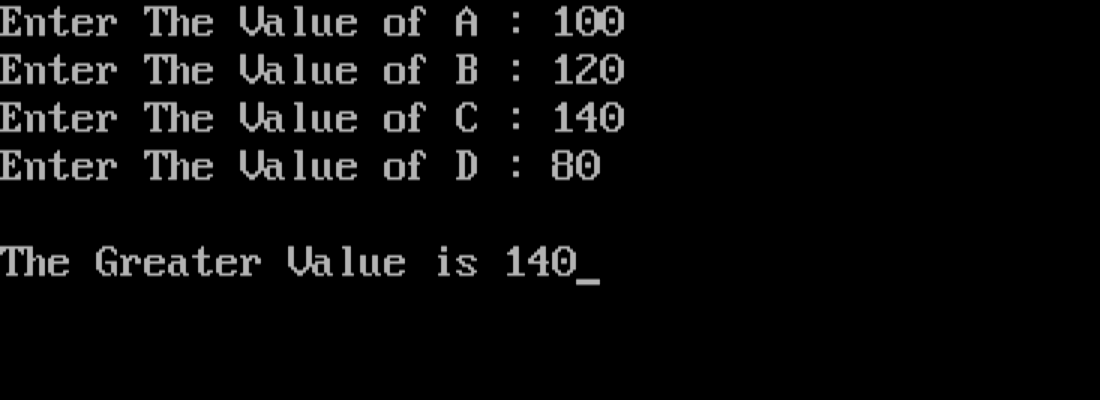 Enter The Value of A : 100
Enter The Value of B : 120
Enter The Value of C : 140
Enter The Value of D : 80
The Greater Value is 140_